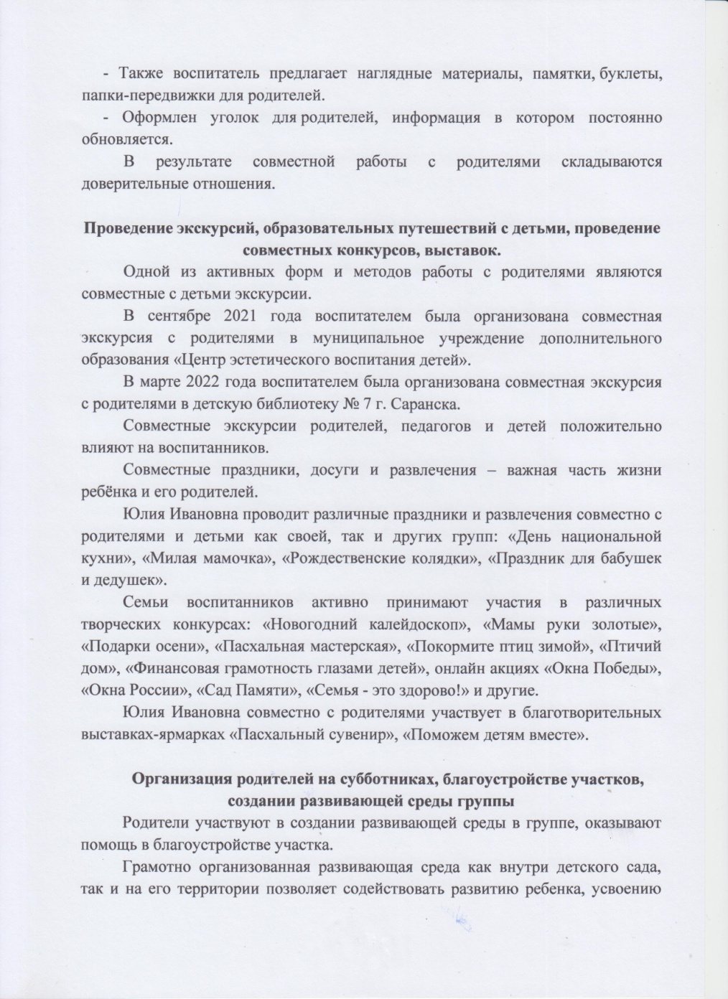 - Также воспитатель предлагает наглядные материалы, памятки, буклеты,
папки-передвижки для родителей.
- Оформлен уголок для родителей, информация в котором постоянно
обновляется.
В результате совместной работы с родителями складываются
доверительные отношения.
Проведение экскурсий, образовательных путешествий с детьми, проведение
совместных конкурсов, выставок.
Одной из активных форм и методов работы с родителями являются
совместные с детьми экскурсии.
В сентябре 2021 года воспитателем была организована совместная
экскурсия с родителями в муниципальное учреждение дополнительного
образования «Центр эстетического воспитания детей».
В марте 2022 года воспитателем была организована совместная экскурсия
с родителями в детскую библиотеку № 7 г. Саранска.
Совместные экскурсии родителей, педагогов и детей положительно
влияют на воспитанников.
Совместные праздники, досуги и развлечения – важная часть жизни
ребёнка и его родителей.
Юлия Ивановна проводит различные праздники и развлечения совместно с
родителями и детьми как своей, так и других групп: «День национальной
кухни», «Милая мамочка», «Рождественские колядки», «Праздник для бабушек
и дедушек».
Семьи воспитанников активно принимают участия в различных
творческих конкурсах: «Новогодний калейдоскоп», «Мамы руки золотые»,
«Подарки осени», «Пасхальная мастерская», «Покормите птиц зимой», «Птичий
дом», «Финансовая грамотность глазами детей», онлайн акциях «Окна Победы»,
«Окна России», «Сад Памяти», «Семья - это здорово!» и другие.
Юлия Ивановна совместно с родителями участвует в благотворительных
выставках-ярмарках «Пасхальный сувенир», «Поможем детям вместе».
Организация родителей на субботниках, благоустройстве участков,
создании развивающей среды группы
Родители участвуют в создании развивающей среды в группе, оказывают
помощь в благоустройстве участка.
Грамотно организованная развивающая среда как внутри детского сада,
так и на его территории позволяет содействовать развитию ребенка, усвоению